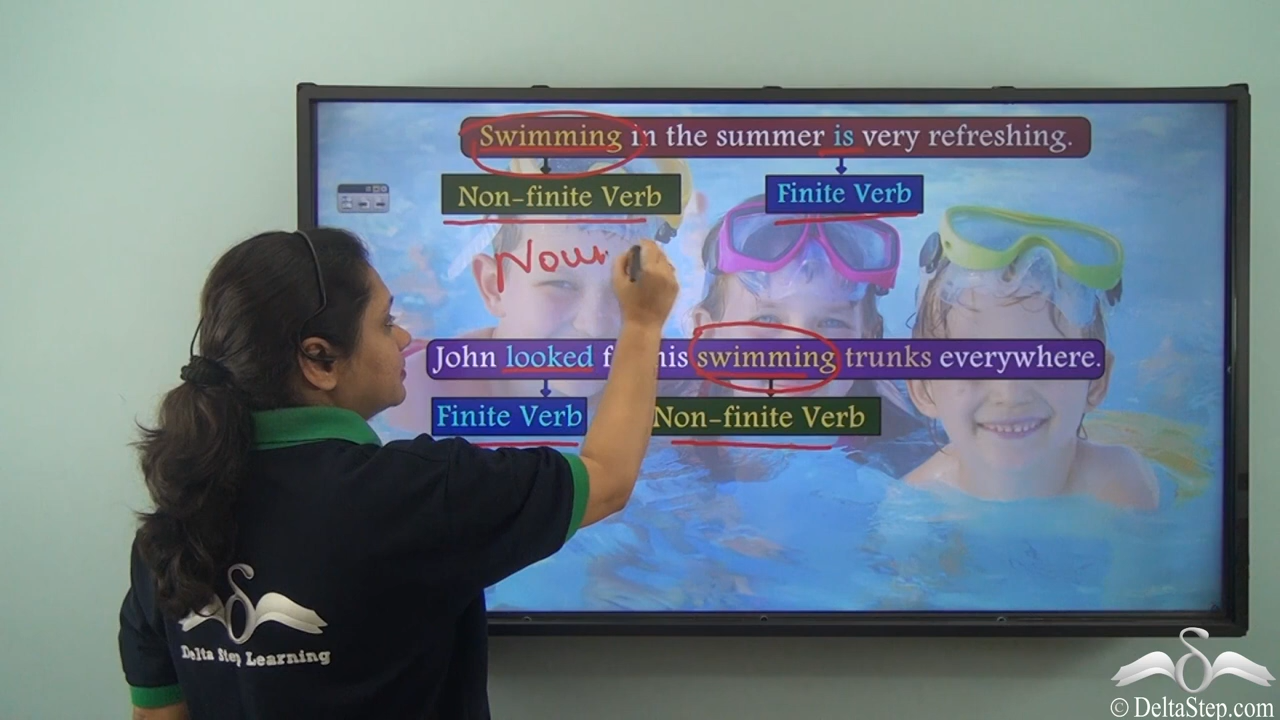 Swimming in the summer is very refreshing.
Non-finite Verb
Finite Verb
Noun
John looked his swimming trunks everywhere.
Finite Verb
Non-finite Verb
Delta Step Learning
© DeltaStep.com